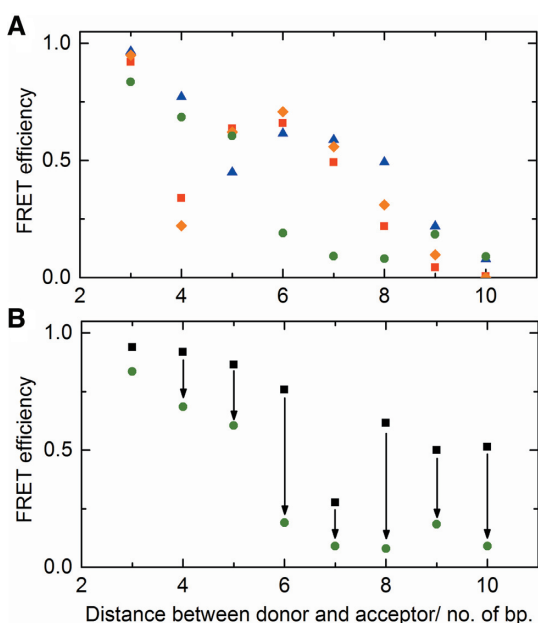 A
1.0
FRET efficiency
0.5
0.0
2 4 6 8 10
B
1.0
FRET efficiency
0.5
0.0
2 4 6 8 10
Distance between donor and acceptor/ no. of bp.